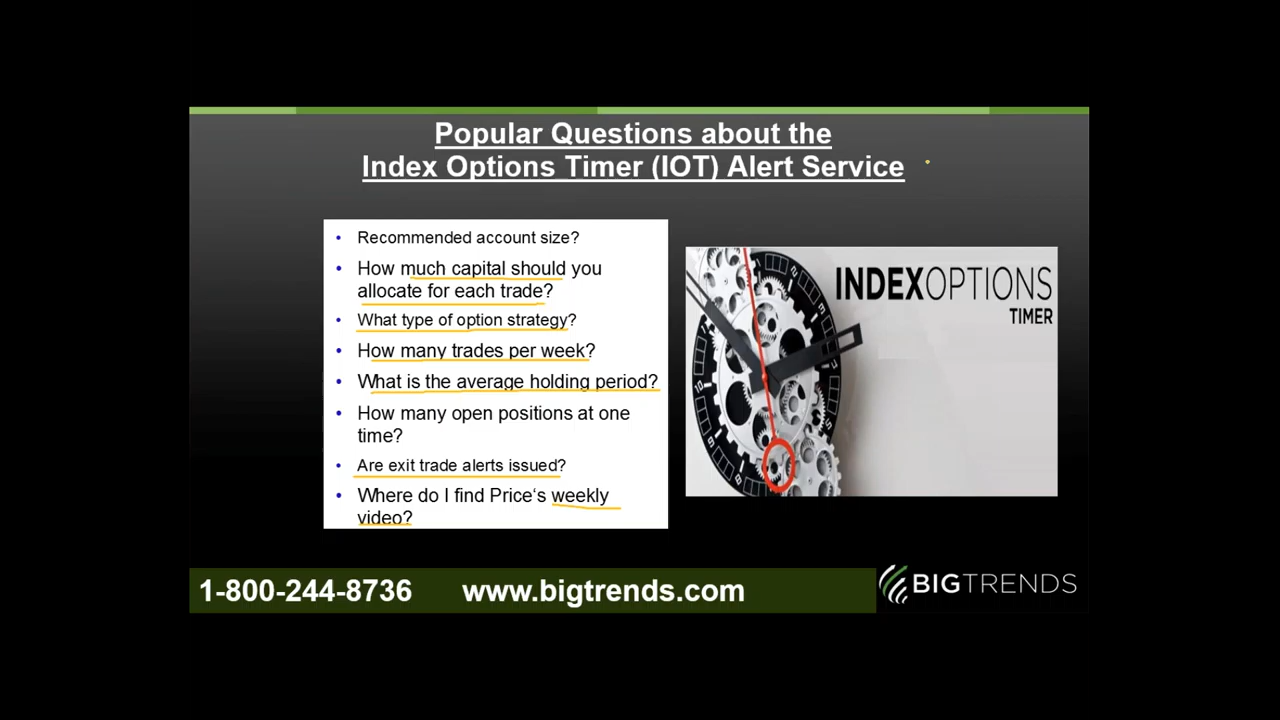 Popular Questions about the
Index Options Timer (IOT) Alert Service
• Recommended account size?
• How much capital should you
allocate for each trade?
• What type of option strategy?
• How many trades per week?
• What is the average holding period?
• How many open positions at one
time?
• Are exit trade alerts issued?
• Where do I find Price‘s weekly
video?
INDEXOPTIONS
TIMER
1-800-244-8736 www.bigtrends.com
BIGTRENDS